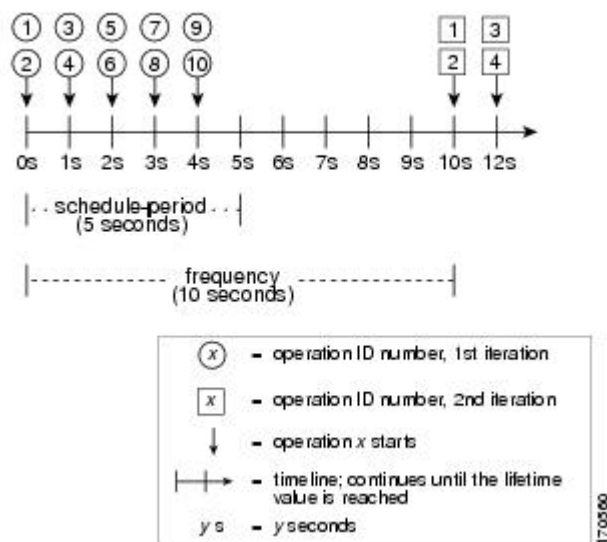 1 3 5 7 9 1 3
2 4 6 8 10 2 4
0s 1s 2s 3s 4s 5s 6s 7s 8s 9s 10s 12s
schedule-period
(5 seconds)
frequency
(10 seconds)
x = operation ID number, 1st iteration
x = operation ID number, 2nd iteration
= operation x starts
= timeline; continues until the lifetime
value is reached
y s = y seconds
170560